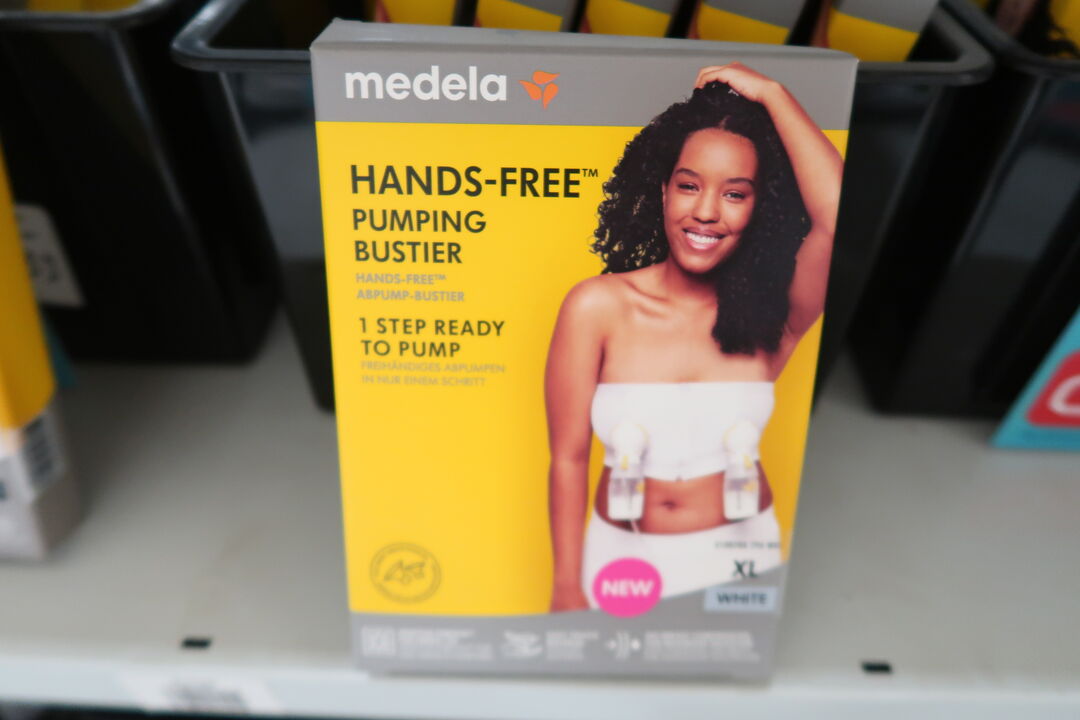 medela
HANDS-FREE™
PUMPING
BUSTIER
HANDS-FREE™
ABPUMP-BUSTIER
1 STEP READY
TO PUMP
FREIHÄNDIGES ABPUMPEN
IN NUR EINEM SCHRITT
NEW
XL
WHITE